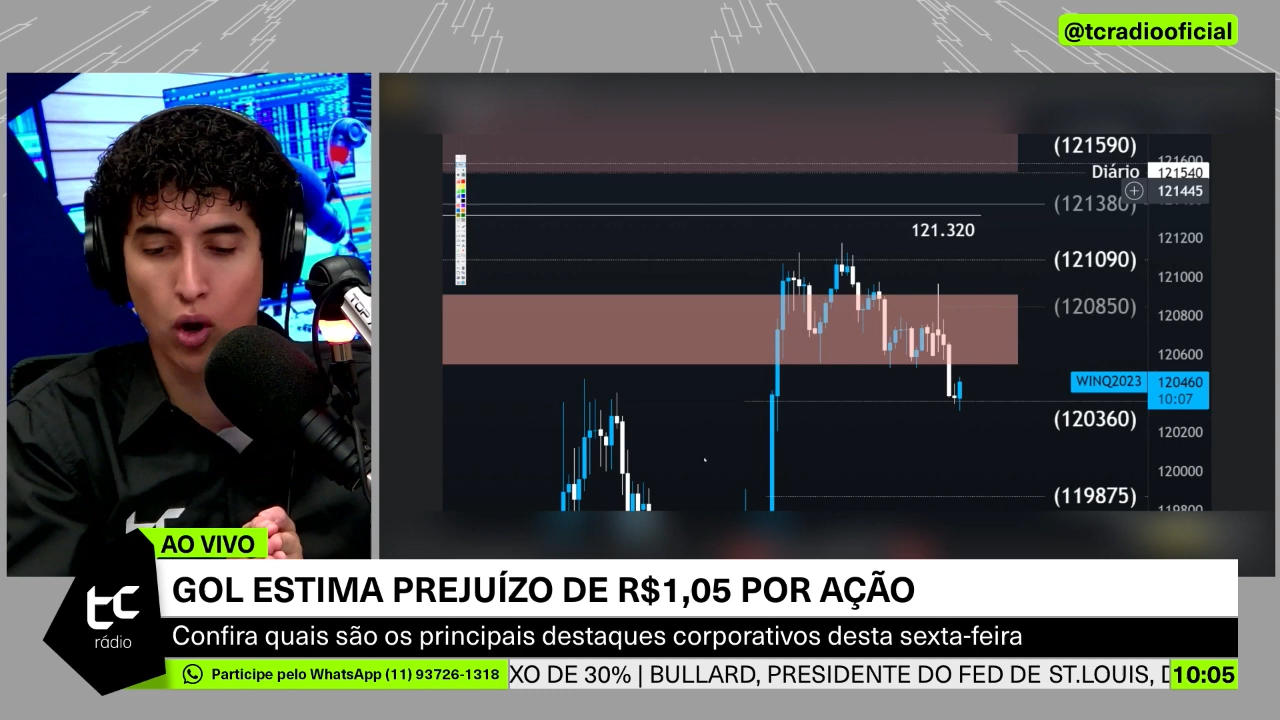 @tcradiooficial
(121590)
121600
Diário
121540
121445
(121380)
121.320
121200
(121090)
121000
(120850)
120800
120600
WINQ2023
120460
10:07
(120360)
120200
120000
(119875)
119800
TOP
AO VIVO
GOL ESTIMA PREJUÍZO DE R$1,05 POR AÇÃO
tc
rádio
Confira quais são os principais destaques corporativos desta sexta-feira
Participe pelo WhatsApp (11) 93726-1318
XO DE 30% | BULLARD, PRESIDENTE DO FED DE ST.LOUIS,
10:05